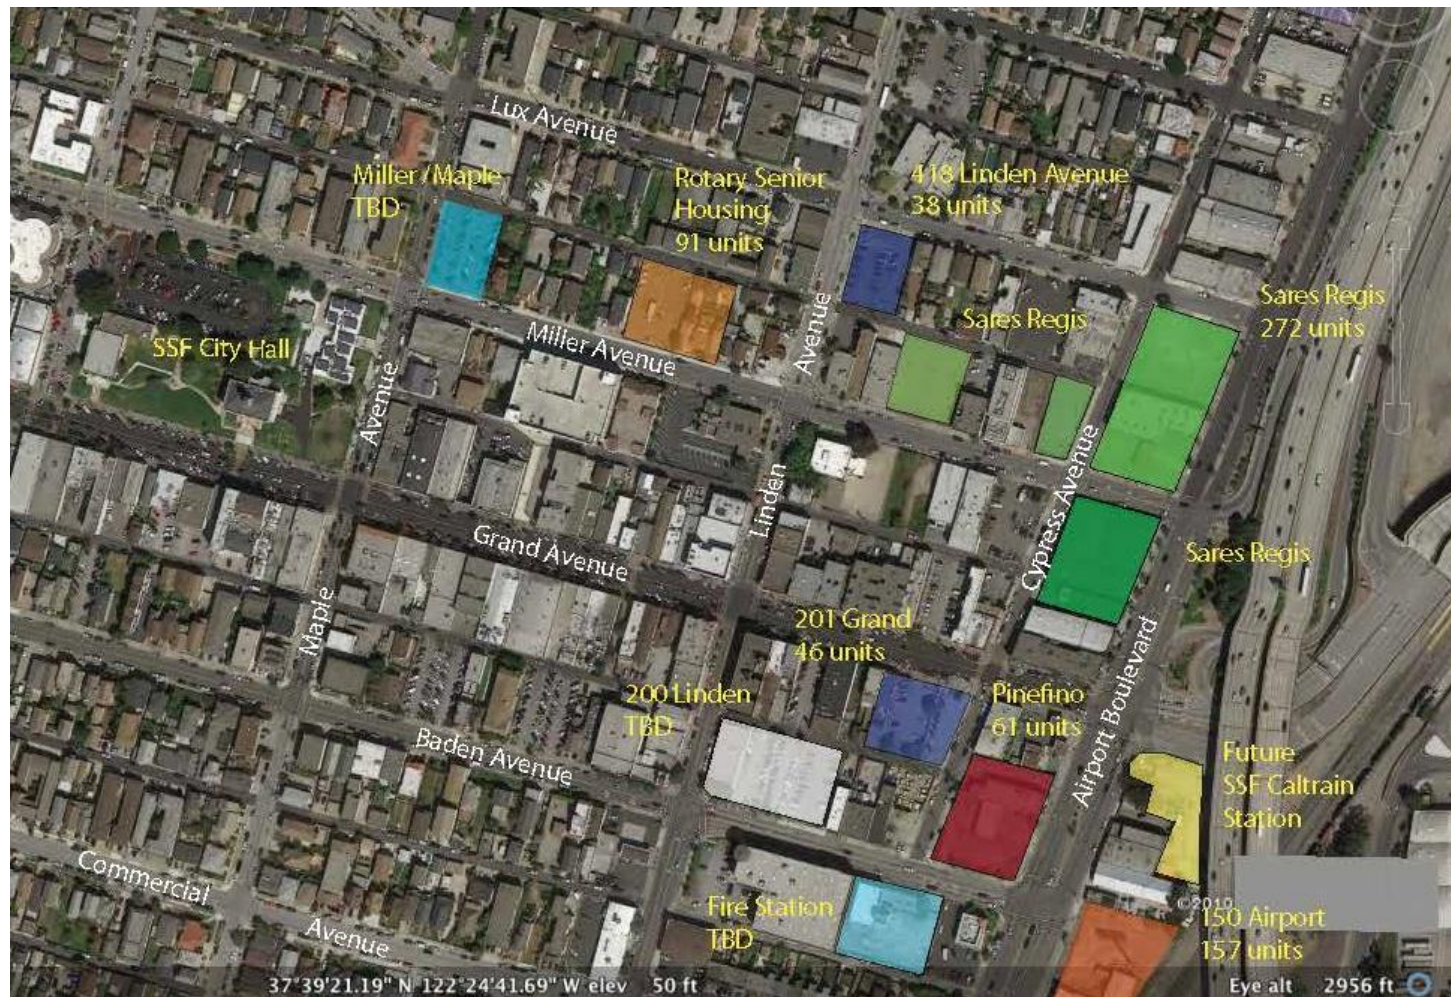 Lux Avenue
Miller /Maple
TBD
Rotary Senior
Housing
91 units
418 Linden Avenue
38 units
Sares Regis
272 units
Sares Regis
SSF City Hall
Miller Avenue
Avenue
Avenue
Linden
Cypress Avenue
Grand Avenue
Sares Regis
Maple
201 Grand
46 units
200 Linden
TBD
Pinefino
61 units
Airport Boulevard
Baden Avenue
Future
SSF Caltrain
Station
Commercial
Avenue
Fire Station
TBD
©2010
150 Airport
157 units
37°39'21.19" N 122°24'41.69" W elev 50 ft
Eye alt 2956 ft